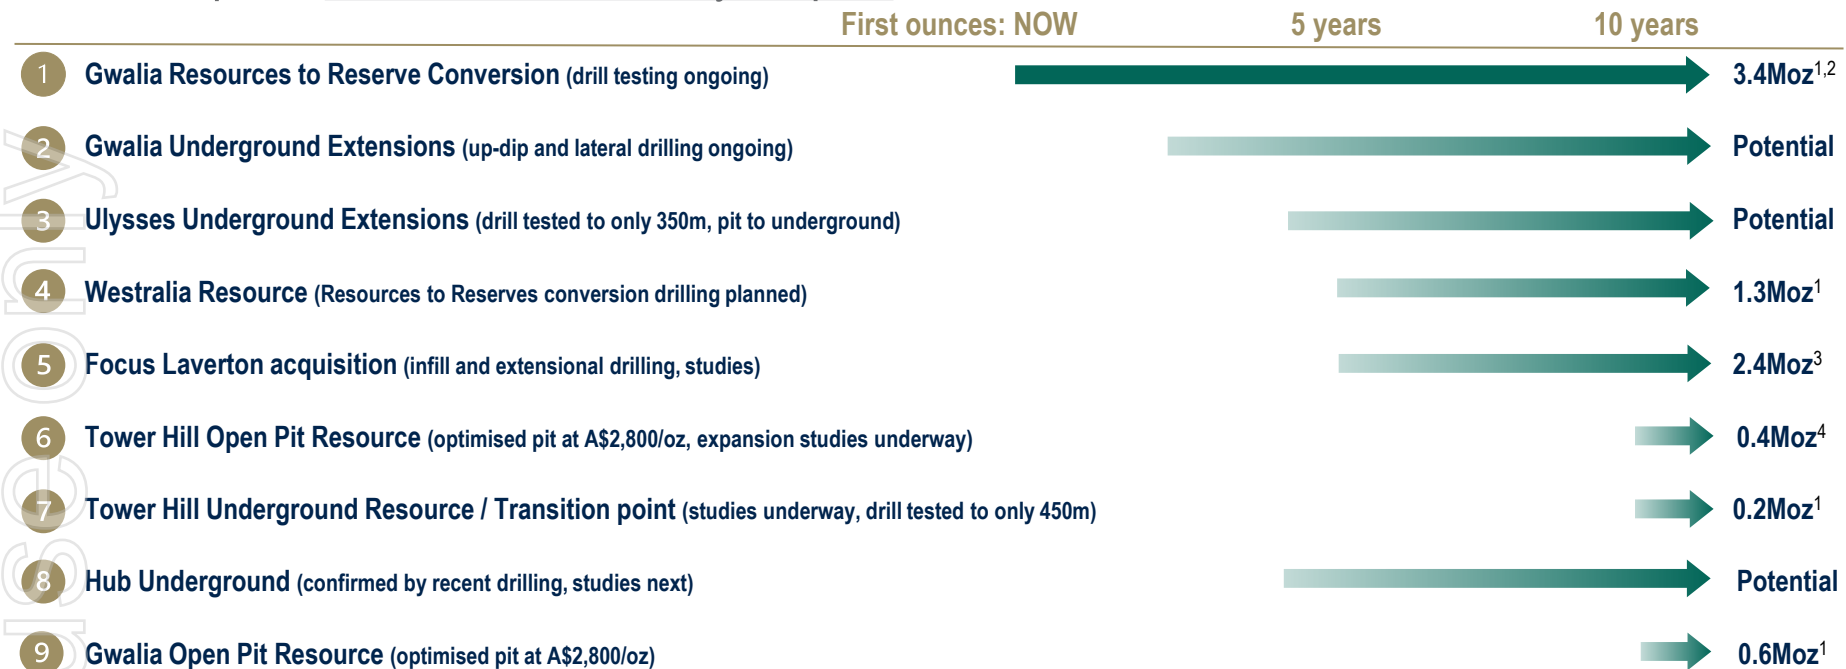 First ounces: NOW 5 years 10 years
1 Gwalia Resources to Reserve Conversion (drill testing ongoing) 3.4Moz1,2
2 Gwalia Underground Extensions (up-dip and lateral drilling ongoing) Potential
3 Ulysses Underground Extensions (drill tested to only 350m, pit to underground) Potential
4 Westralia Resource (Resources to Reserves conversion drilling planned) 1.3Moz1
5 Focus Laverton acquisition (infill and extensional drilling, studies) 2.4Moz3
6 Tower Hill Open Pit Resource (optimised pit at A$2,800/oz, expansion studies underway) 0.4Moz4
7 Tower Hill Underground Resource / Transition point (studies underway, drill tested to only 450m) 0.2Moz1
8 Hub Underground (confirmed by recent drilling, studies next) Potential
9 Gwalia Open Pit Resource (optimised pit at A$2,800/oz) 0.6Moz1
use only